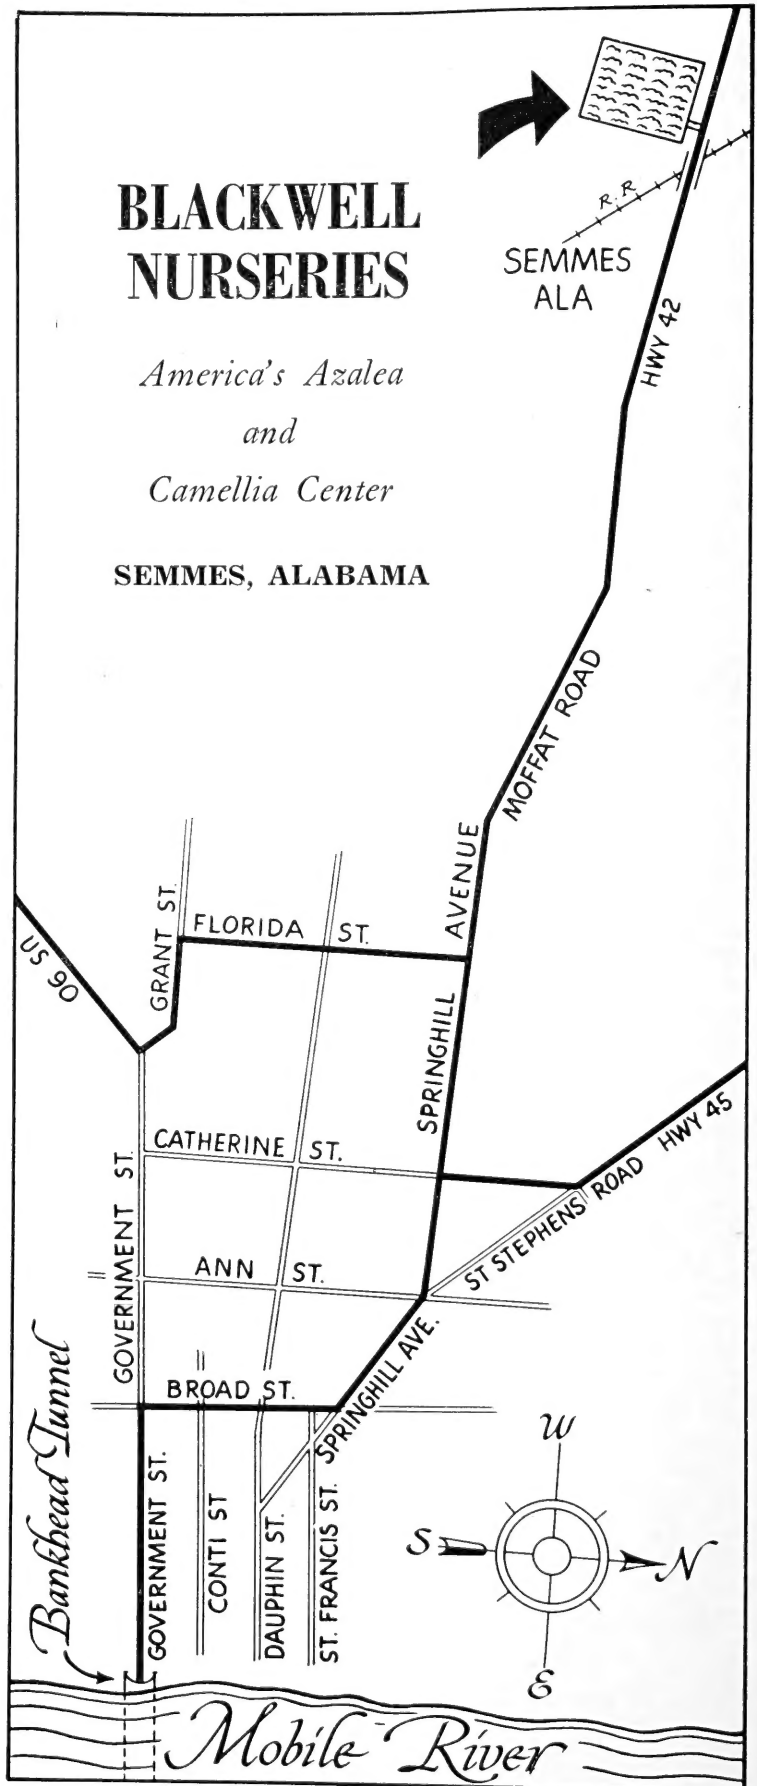 BLACKWELL
NURSERIES
America's Azalea
and
Camellia Center
SEMMES, ALABAMA
R.R
SEMMES
ALA
HWY 42
MOFFAT ROAD
SPRINGHILL AVENUE
GRANT ST.
FLORIDA ST.
US 90
CATHERINE ST.
HWY 45
ST STEPHENS ROAD
GOVERNMENT ST.
ANN ST.
BROAD ST.
SPRINGHILL AVE.
Bankhead Tunnel
GOVERNMENT ST.
CONTI ST
DAUPHIN ST.
ST. FRANCIS ST.
W
S
N
E
Mobile River